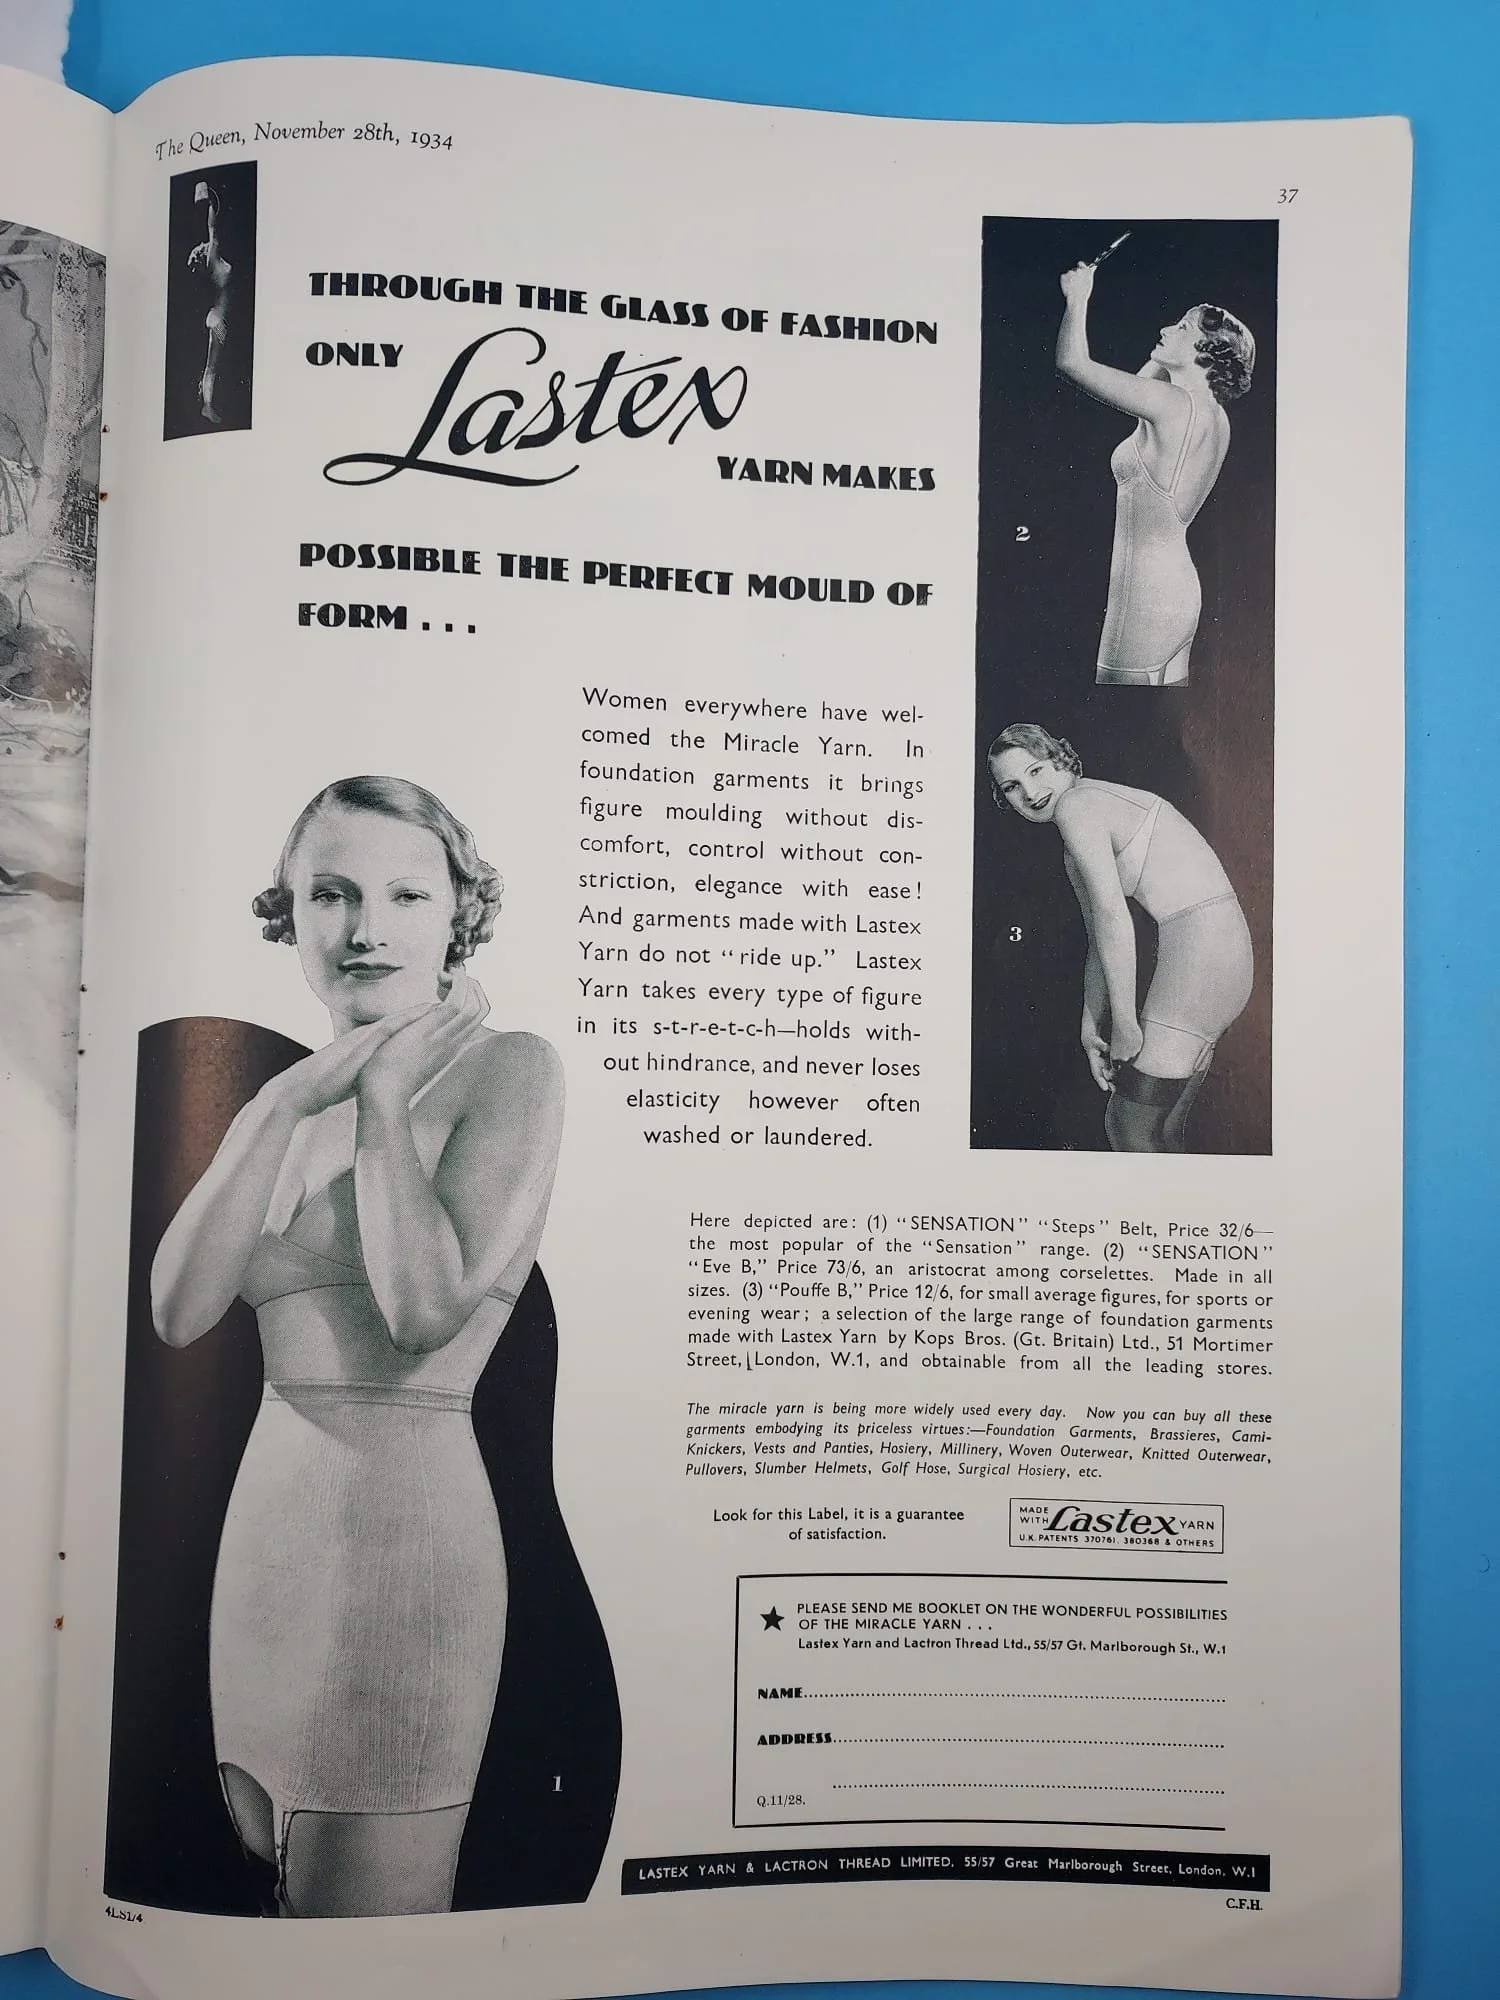 The Queen, November 28th, 1934
37
THROUGH THE GLASS OF FASHION
ONLY Lastex
YARN MAKES
POSSIBLE THE PERFECT MOULD OF
FORM . . .
Women everywhere have wel-
comed the Miracle Yarn. In
foundation garments it brings
figure moulding without dis-
comfort, control without con-
striction, elegance with ease!
And garments made with Lastex
Yarn do not “ride up.” Lastex
Yarn takes every type of figure
in its s-t-r-e-t-c-h—holds with-
out hindrance, and never loses
elasticity however often
washed or laundered.
2
3
1
Here depicted are: (1) “SENSATION” “Steps” Belt, Price 32/6—
the most popular of the “Sensation” range. (2) “SENSATION”
“Eve B,” Price 73/6, an aristocrat among corselettes. Made in all
sizes. (3) “Pouffe B,” Price 12/6, for small average figures, for sports or
evening wear; a selection of the large range of foundation garments
made with Lastex Yarn by Kops Bros. (Gt. Britain) Ltd., 51 Mortimer
Street, London, W.1, and obtainable from all the leading stores.
The miracle yarn is being more widely used every day. Now you can buy all these
garments embodying its priceless virtues:—Foundation Garments, Brassieres, Cami-
Knickers, Vests and Panties, Hosiery, Millinery, Woven Outerwear, Knitted Outerwear,
Pullovers, Slumber Helmets, Golf Hose, Surgical Hosiery, etc.
Look for this Label, it is a guarantee
of satisfaction.
MADE WITH Lastex YARN
U.K. PATENTS 370761, 380368 & OTHERS
★ PLEASE SEND ME BOOKLET ON THE WONDERFUL POSSIBILITIES
OF THE MIRACLE YARN . . .
Lastex Yarn and Lactron Thread Ltd., 55/57 Gt. Marlborough St., W.1
NAME
ADDRESS
Q.11/28.
LASTEX YARN & LACTRON THREAD LIMITED, 55/57 Great Marlborough Street, London, W.1
4LS1/4
C.F.H.